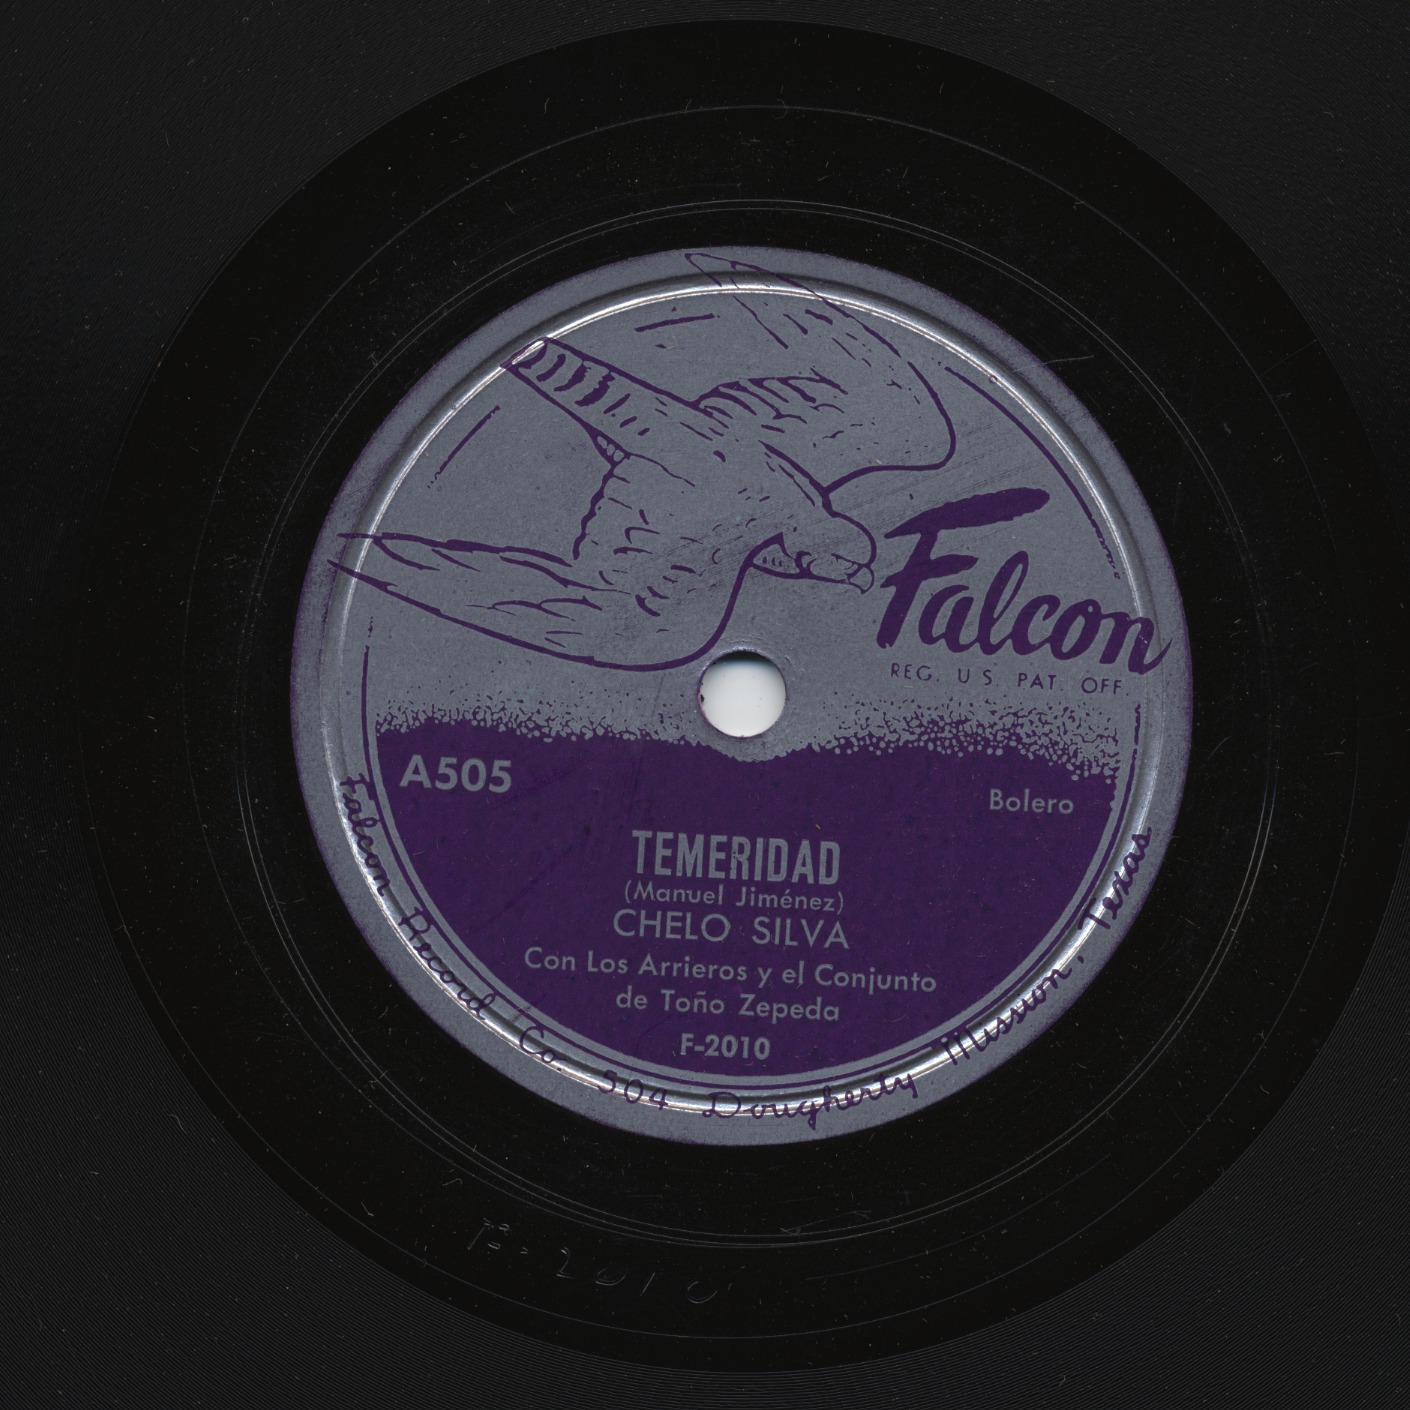 Falcon
REG. U.S. PAT. OFF.
A505
Bolero
TEMERIDAD
(Manuel Jiménez)
CHELO SILVA
Con Los Arrieros y el Conjunto
de Toño Zepeda
F-2010
Falcon Record Co. 504 Dougherty Mission, Texas
F-2010